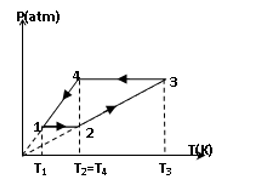 P(atm)
4
3
1
2
T(K)
T₁ T₂=T₄ T₃